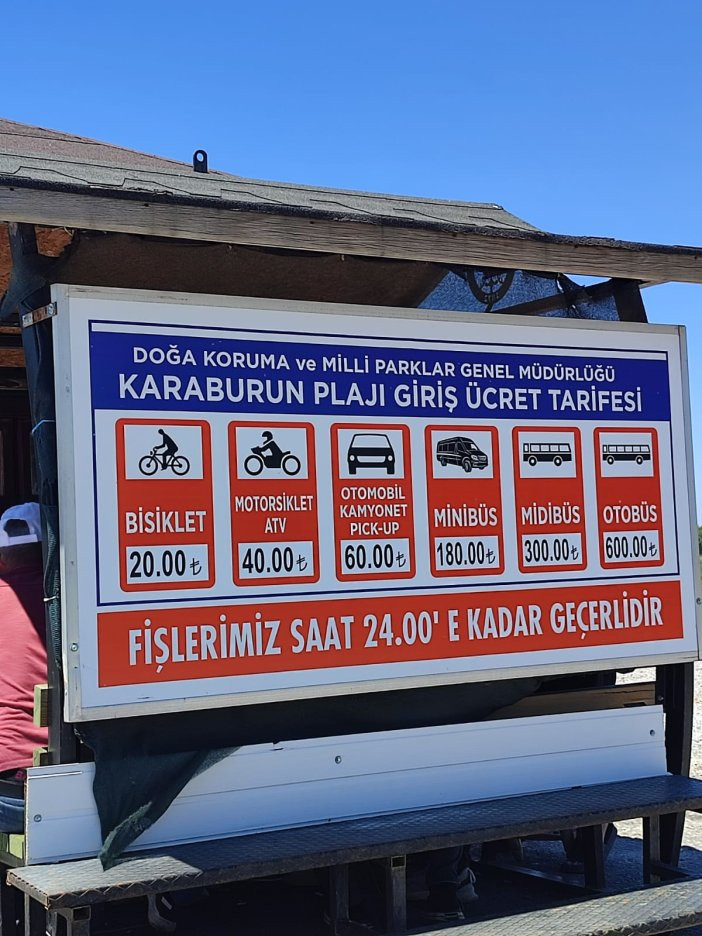 DOĞA KORUMA ve MİLLİ PARKLAR GENEL MÜDÜRLÜĞÜ
KARABURUN PLAJI GİRİŞ ÜCRET TARİFESİ
BİSİKLET
20.00₺
MOTORSİKLET
ATV
40.00₺
OTOMOBİL
KAMYONET
PICK-UP
60.00₺
MİNİBÜS
180.00₺
MİDİBÜS
300.00₺
OTOBÜS
600.00₺
FİŞLERİMİZ SAAT 24.00' E KADAR GEÇERLİDİR